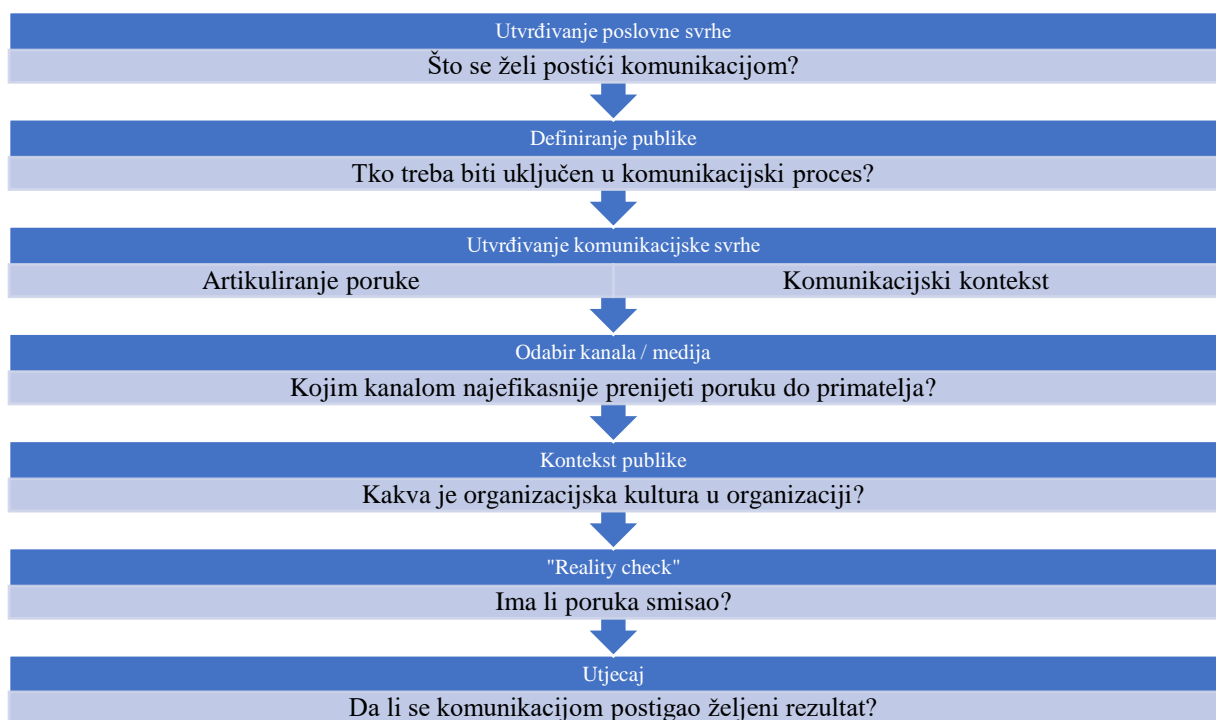 Utvrđivanje poslovne svrhe
Što se želi postići komunikacijom?
Definiranje publike
Tko treba biti uključen u komunikacijski proces?
Utvrđivanje komunikacijske svrhe
Artikuliranje poruke
Komunikacijski kontekst
Odabir kanala / medija
Kojim kanalom najefikasnije prenijeti poruku do primatelja?
Kontekst publike
Kakva je organizacijska kultura u organizaciji?
"Reality check"
Ima li poruka smisao?
Utjecaj
Da li se komunikacijom postigao željeni rezultat?